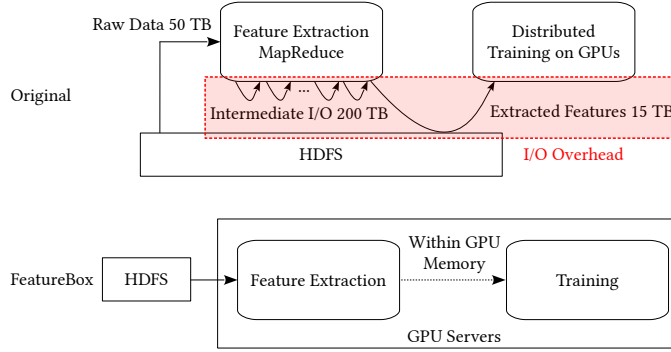 Raw Data 50 TB
Feature Extraction
MapReduce
Distributed
Training on GPUs
Original
...
Intermediate I/O 200 TB
Extracted Features 15 TB
HDFS
I/O Overhead
FeatureBox
HDFS
Feature Extraction
Within GPU
Memory
Training
GPU Servers